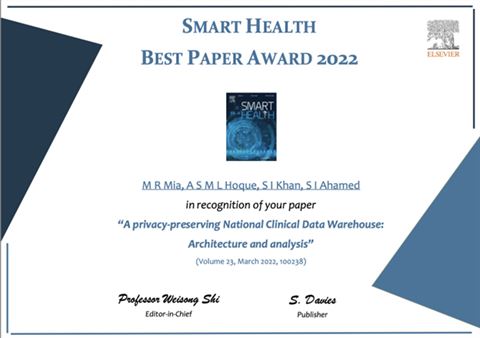 SMART HEALTH
BEST PAPER AWARD 2022
ELSEVIER
SMART
HEALTH
M R Mia, A S M L Hoque, S I Khan, S I Ahamed
in recognition of your paper
“A privacy-preserving National Clinical Data Warehouse:
Architecture and analysis”
(Volume 23, March 2022, 100238)
Professor Weisong Shi
S. Davies
Editor-in-Chief
Publisher